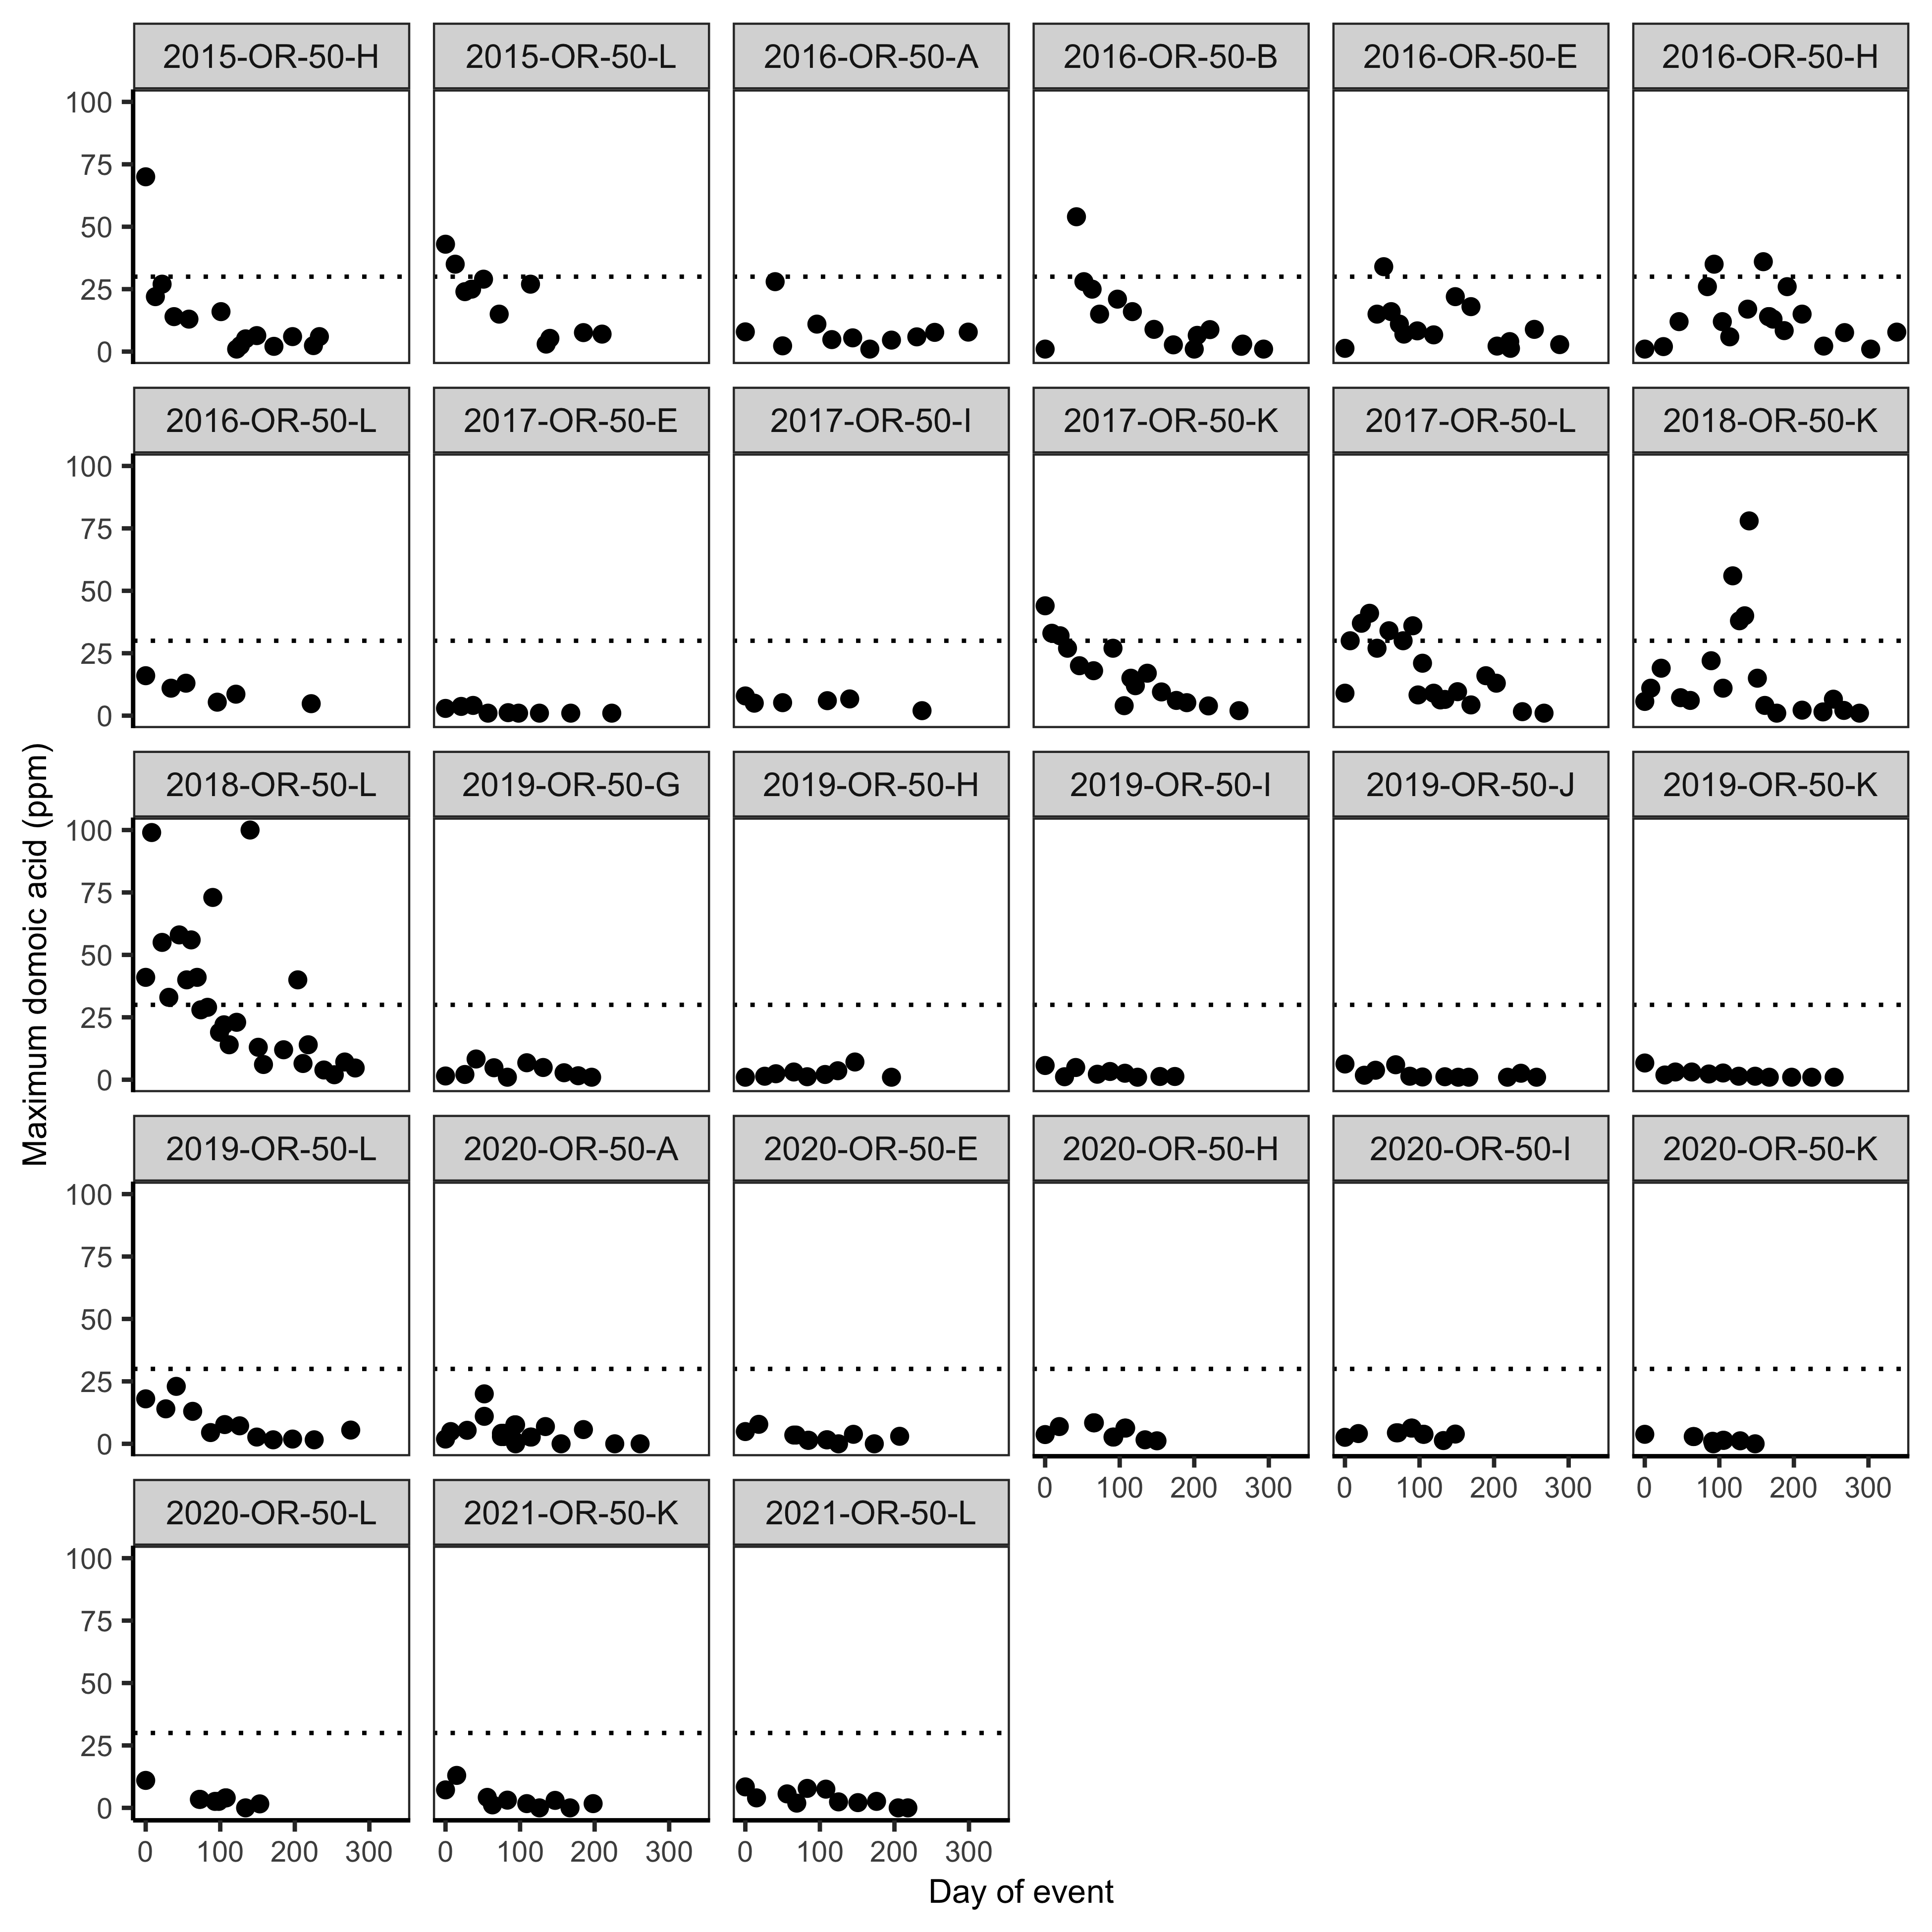 2015-OR-50-H 2015-OR-50-L 2016-OR-50-A 2016-OR-50-B 2016-OR-50-E 2016-OR-50-H
100
75
50
25
0
2016-OR-50-L 2017-OR-50-E 2017-OR-50-I 2017-OR-50-K 2017-OR-50-L 2018-OR-50-K
100
75
50
25
0
Maximum domoic acid (ppm)
2018-OR-50-L 2019-OR-50-G 2019-OR-50-H 2019-OR-50-I 2019-OR-50-J 2019-OR-50-K
100
75
50
25
0
2019-OR-50-L 2020-OR-50-A 2020-OR-50-E 2020-OR-50-H 2020-OR-50-I 2020-OR-50-K
100
75
50
25
0
0 100 200 300 0 100 200 300 0 100 200 300
2020-OR-50-L 2021-OR-50-K 2021-OR-50-L
100
75
50
25
0
0 100 200 300 0 100 200 300 0 100 200 300
Day of event